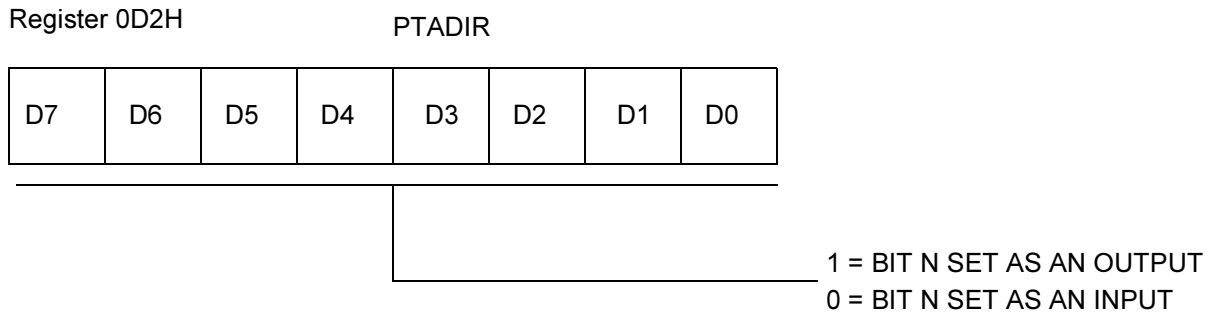 Register 0D2H
PTADIR
D7 D6 D5 D4 D3 D2 D1 D0
1 = BIT N SET AS AN OUTPUT
0 = BIT N SET AS AN INPUT